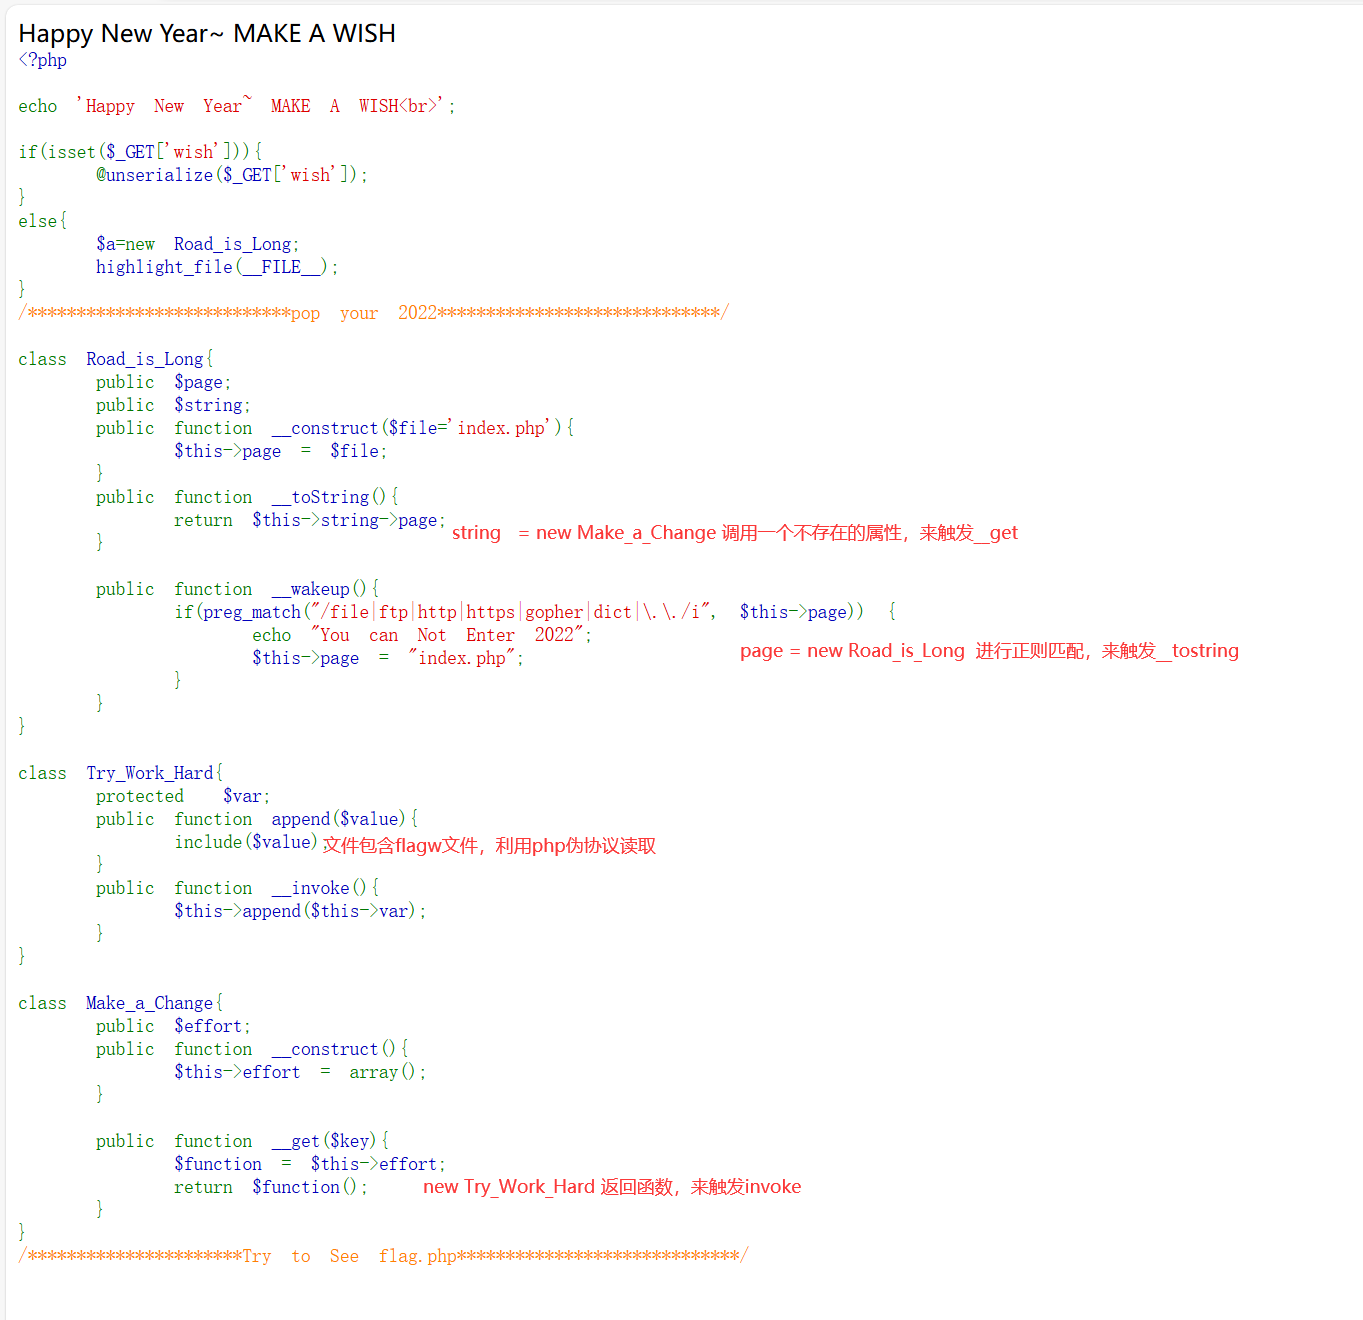 Happy New Year~ MAKE A WISH
<?php
echo 'Happy New Year~ MAKE A WISH<br>';
if(isset($_GET['wish'])){
@unserialize($_GET['wish']);
}
else{
$a=new Road_is_Long;
highlight_file(__FILE__);
}
/***************************pop your 2022*****************************/
class Road_is_Long{
public $page;
public $string;
public function __construct($file='index.php'){
$this->page = $file;
}
public function __toString(){
return $this->string->page;
string = new Make_a_Change 调用一个不存在的属性，来触发__get
}
public function __wakeup(){
if(preg_match("/file|ftp|http|https|gopher|dict|\.\./i", $this->page)) {
echo "You can Not Enter 2022";
page = new Road_is_Long 进行正则匹配，来触发__tostring
$this->page = "index.php";
}
}
}
class Try_Work_Hard{
protected $var;
public function append($value){
include($value);
文件包含flagw文件，利用php伪协议读取
}
public function __invoke(){
$this->append($this->var);
}
}
class Make_a_Change{
public $effort;
public function __construct(){
$this->effort = array();
}
public function __get($key){
$function = $this->effort;
return $function();
new Try_Work_Hard 返回函数，来触发invoke
}
}
/**********************Try to See flag.php*****************************/